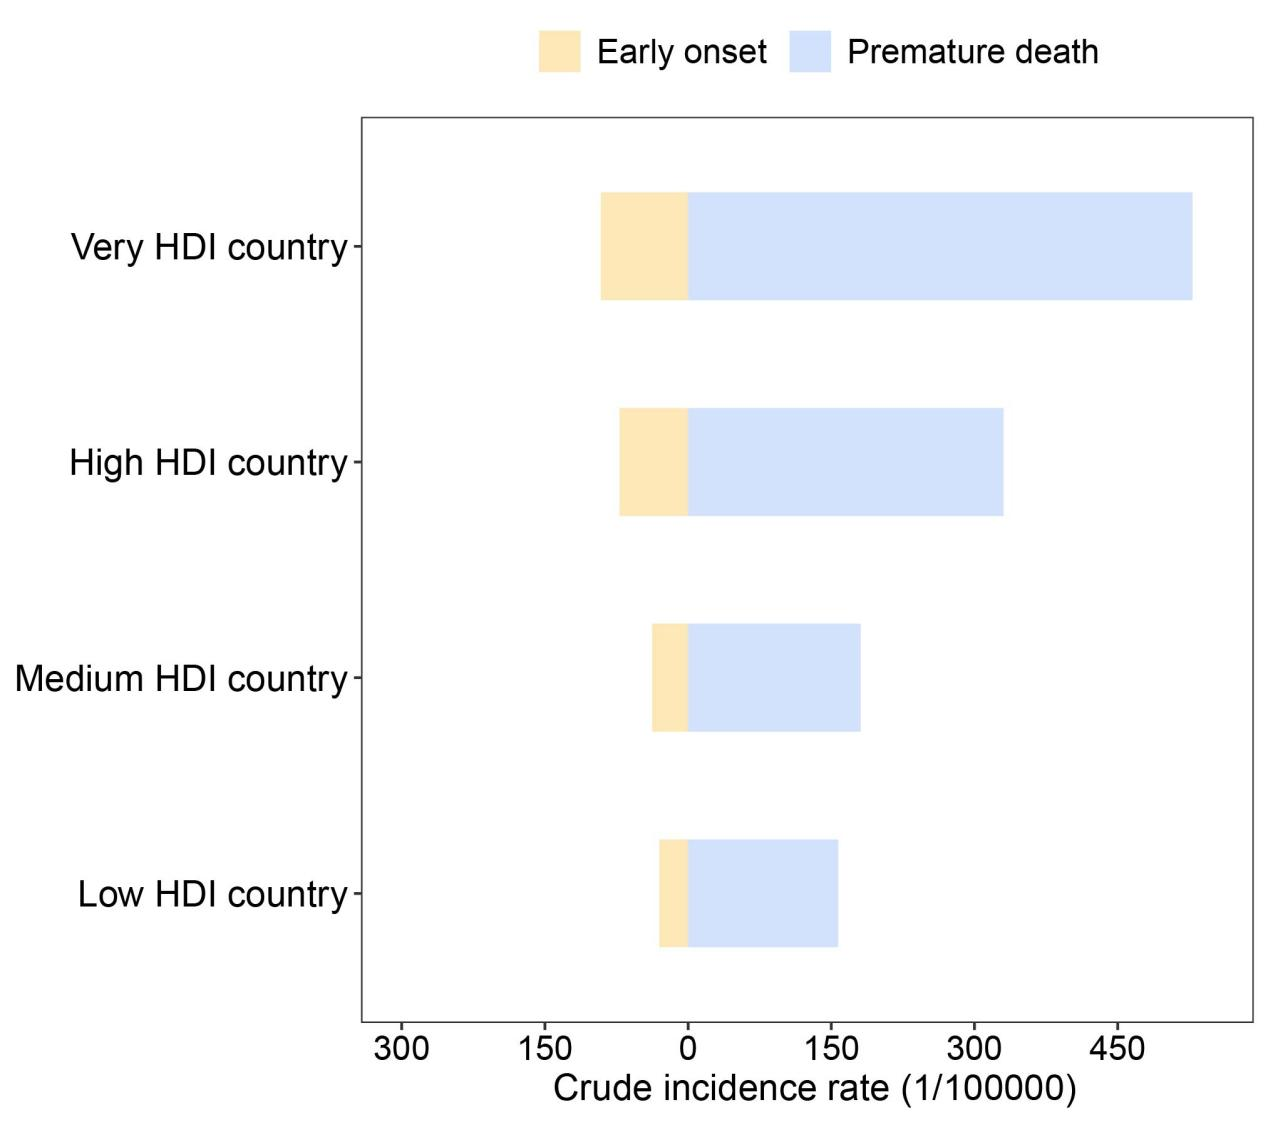 Early onset Premature death
Very HDI country
High HDI country
Medium HDI country
Low HDI country
300 150 0 150 300 450
Crude incidence rate (1/100000)